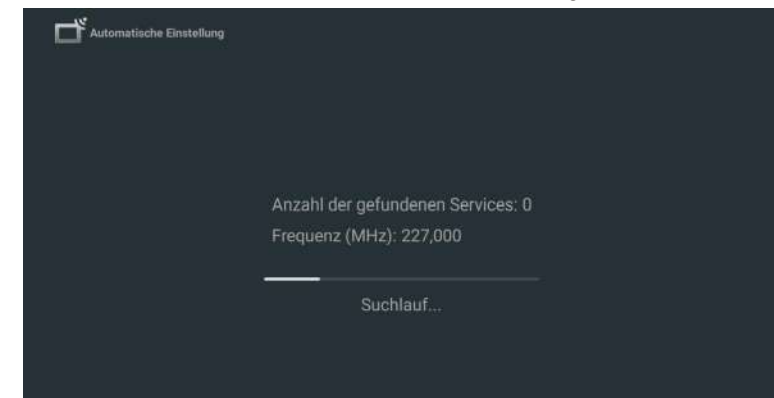 Automatische Einstellung
Anzahl der gefundenen Services: 0
Frequenz (MHz): 227,000
Suchlauf...